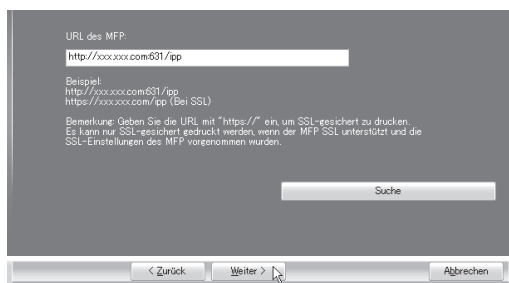 URL des MFP:
http://xxx.xxx.com:631/ipp
Beispiel:
http://xxx.xxx.com:631/ipp
https://xxx.xxx.com/ipp (Bei SSL)
Bemerkung: Geben Sie die URL mit "https://" ein, um SSL-gesichert zu drucken.
Es kann nur SSL-gesichert gedruckt werden, wenn der MFP SSL unterstützt und die
SSL-Einstellungen des MFP vorgenommen wurden.
Suche
< Zurück Weiter > Abbrechen